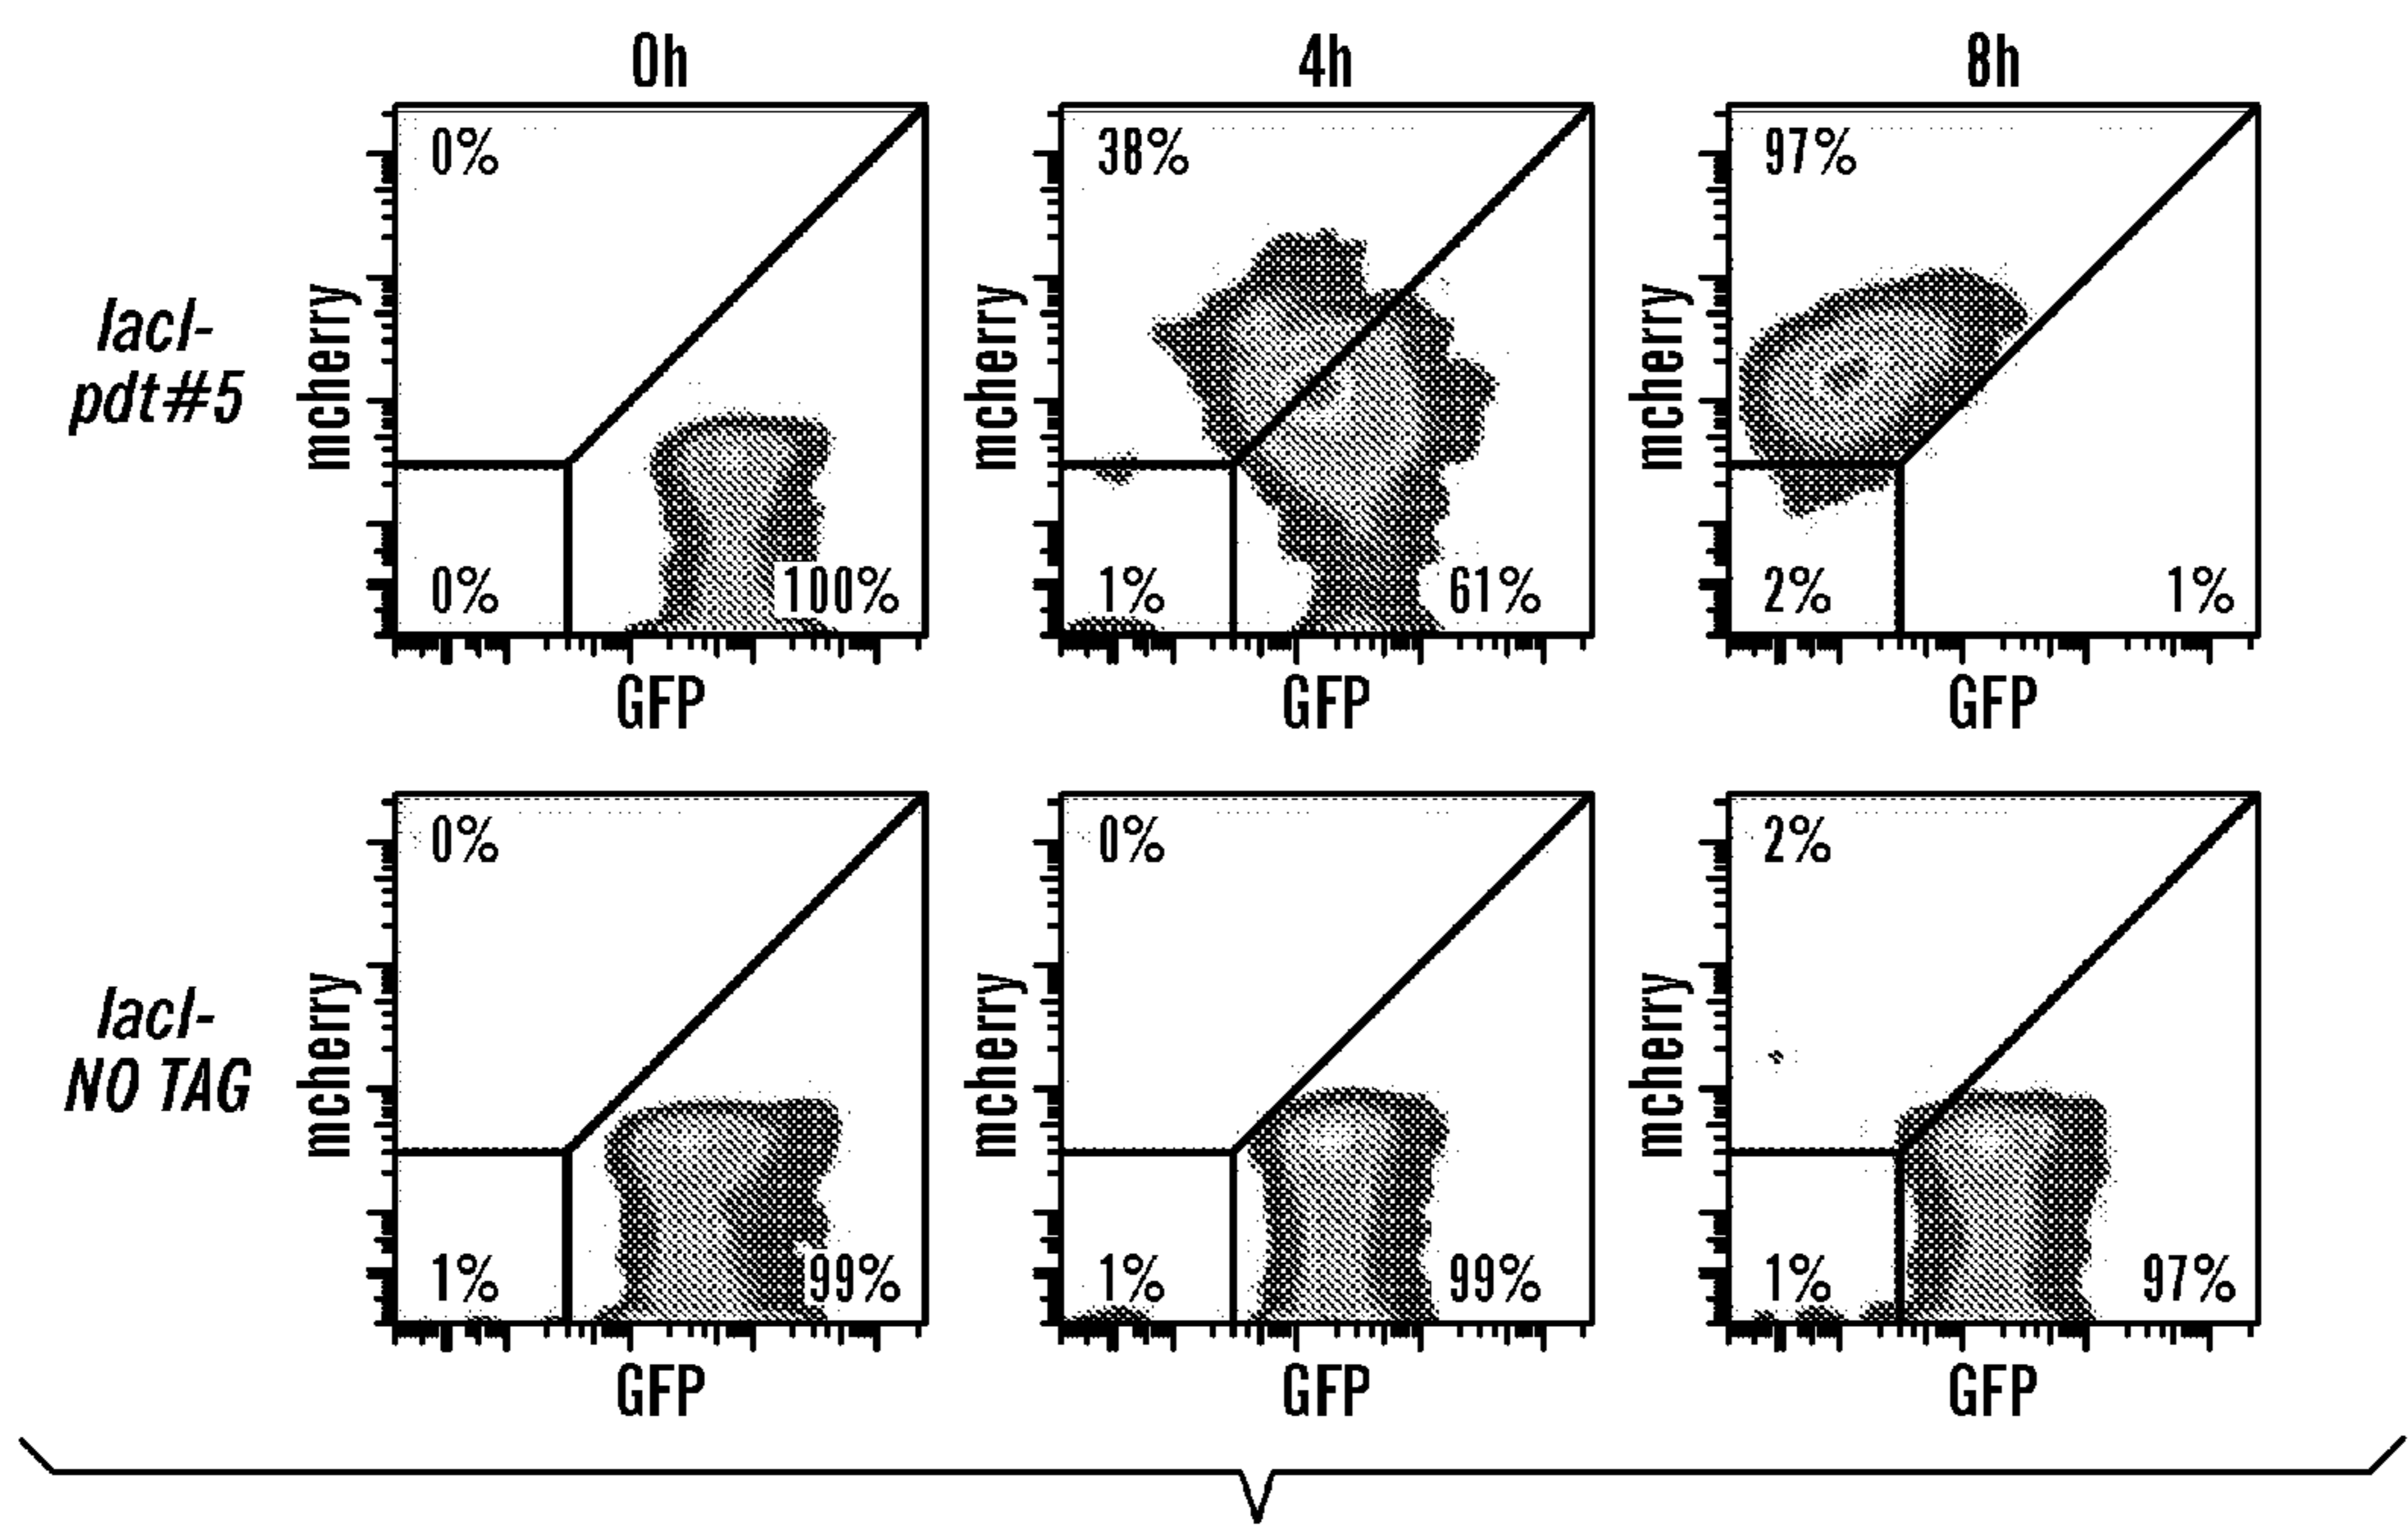 0h
4h
8h
lacI-
pdt#5
mcherry
0%
0%
100%
GFP
mcherry
38%
1%
61%
GFP
mcherry
97%
2%
1%
GFP
lacI-
NO TAG
mcherry
0%
1%
99%
GFP
mcherry
0%
1%
99%
GFP
mcherry
2%
1%
97%
GFP